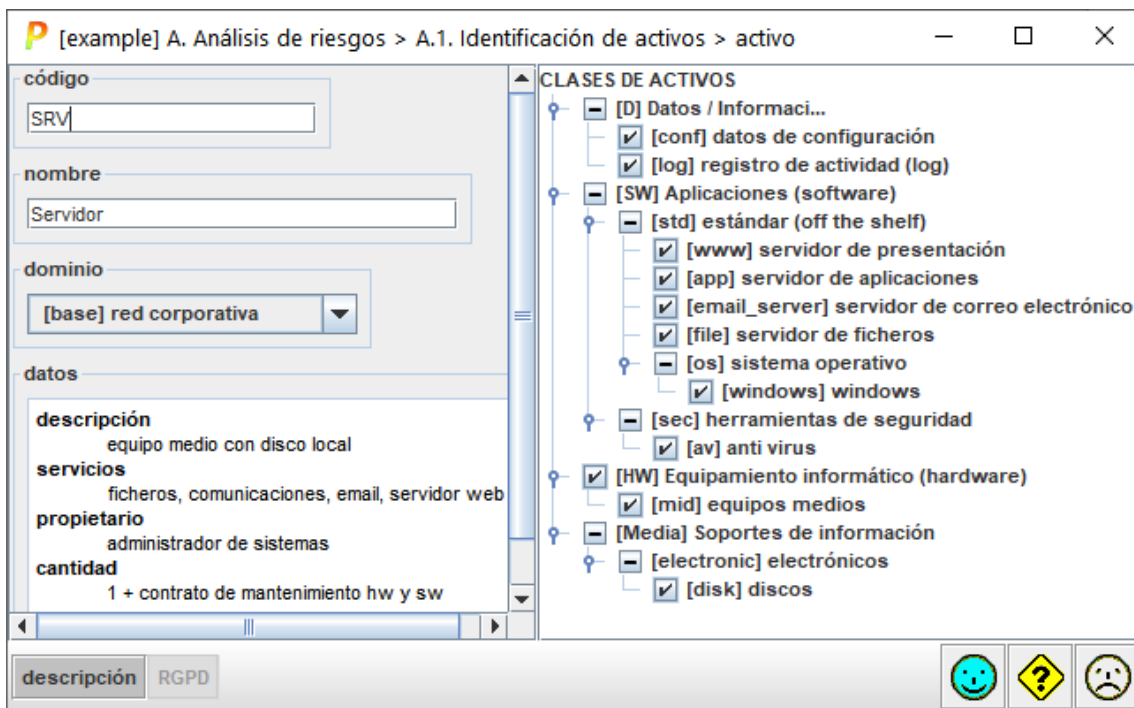 [example] A. Análisis de riesgos > A.1. Identificación de activos > activo
código
SRV
nombre
Servidor
dominio
[base] red corporativa
datos
descripción
equipo medio con disco local
servicios
ficheros, comunicaciones, email, servidor web
propietario
administrador de sistemas
cantidad
1 + contrato de mantenimiento hw y sw
CLASES DE ACTIVOS
[D] Datos / Informaci...
[conf] datos de configuración
[log] registro de actividad (log)
[SW] Aplicaciones (software)
[std] estándar (off the shelf)
[www] servidor de presentación
[app] servidor de aplicaciones
[email_server] servidor de correo electrónico
[file] servidor de ficheros
[os] sistema operativo
[windows] windows
[sec] herramientas de seguridad
[av] anti virus
[HW] Equipamiento informático (hardware)
[mid] equipos medios
[Media] Soportes de información
[electronic] electrónicos
[disk] discos
descripción RGPD